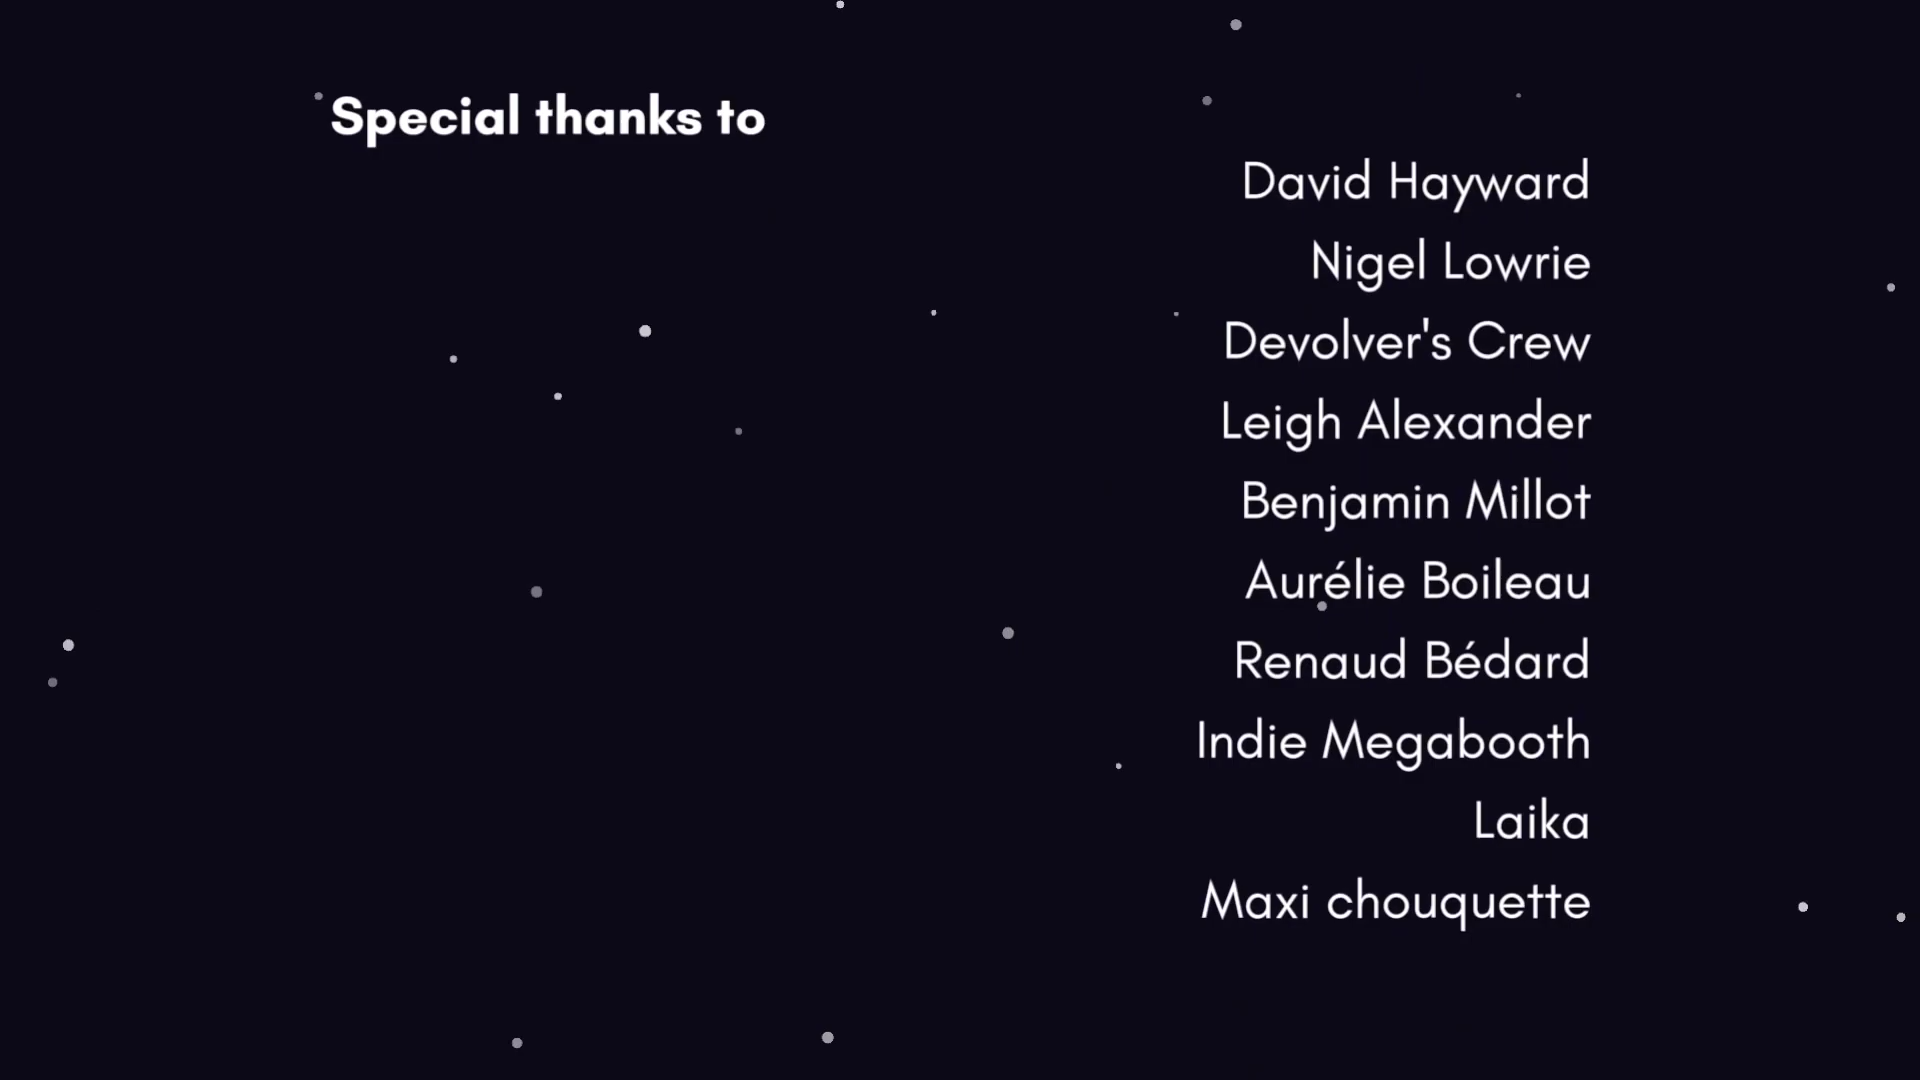 Special thanks to
David Hayward
Nigel Lowrie
Devolver's Crew
Leigh Alexander
Benjamin Millot
Aurélie Boileau
Renaud Bédard
Indie Megabooth
Laika
Maxi chouquette